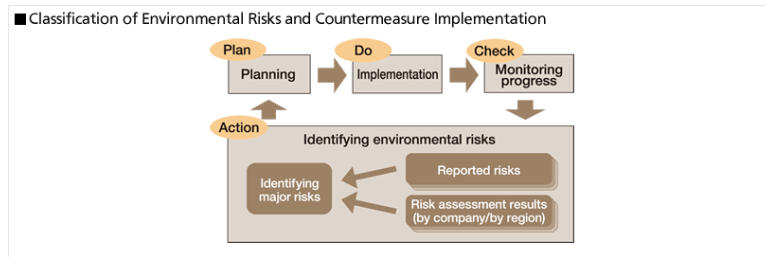 ■ Classification of Environmental Risks and Countermeasure Implementation
Plan
Planning
Do
Implementation
Check
Monitoring
progress
Action
Identifying environmental risks
Identifying
major risks
Reported risks
Risk assessment results
(by company/by region)